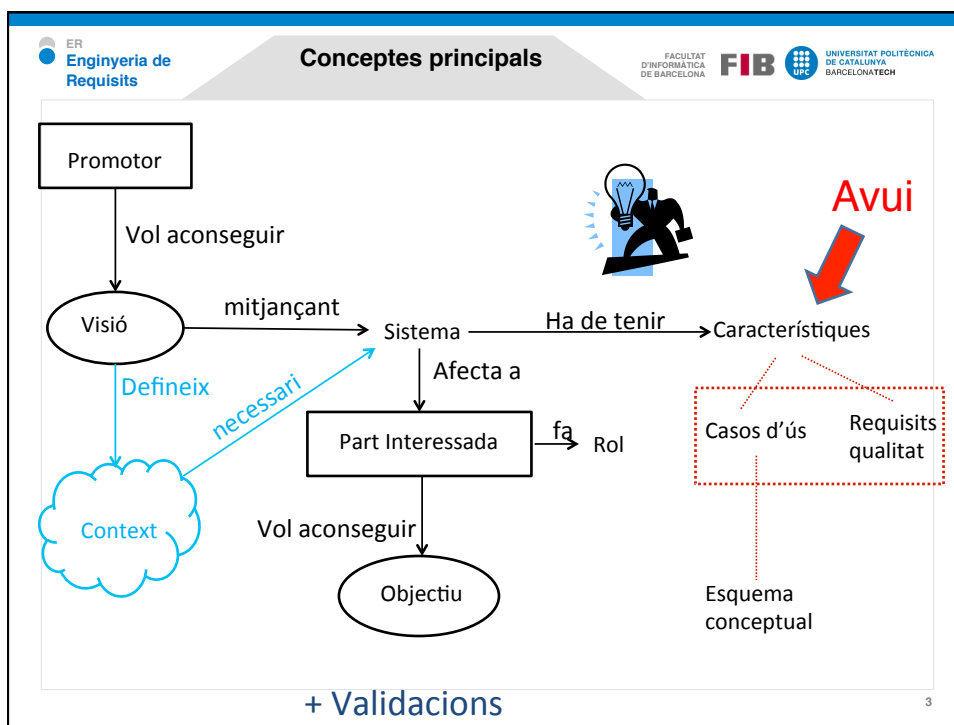 ER
Enginyeria de
Requisits
Conceptes principals
FACULTAT
D'INFORMÀTICA
DE BARCELONA
FIB
UPC
UNIVERSITAT POLITÈCNICA
DE CATALUNYA
BARCELONATECH
Promotor
Avui
Vol aconseguir
Visió
mitjançant
Sistema
Ha de tenir
Característiques
Defineix
necessari
Afecta a
Part Interessada
fa
Rol
Casos d'ús
Requisits
qualitat
Context
Vol aconseguir
Objectiu
Esquema
conceptual
+ Validacions
3